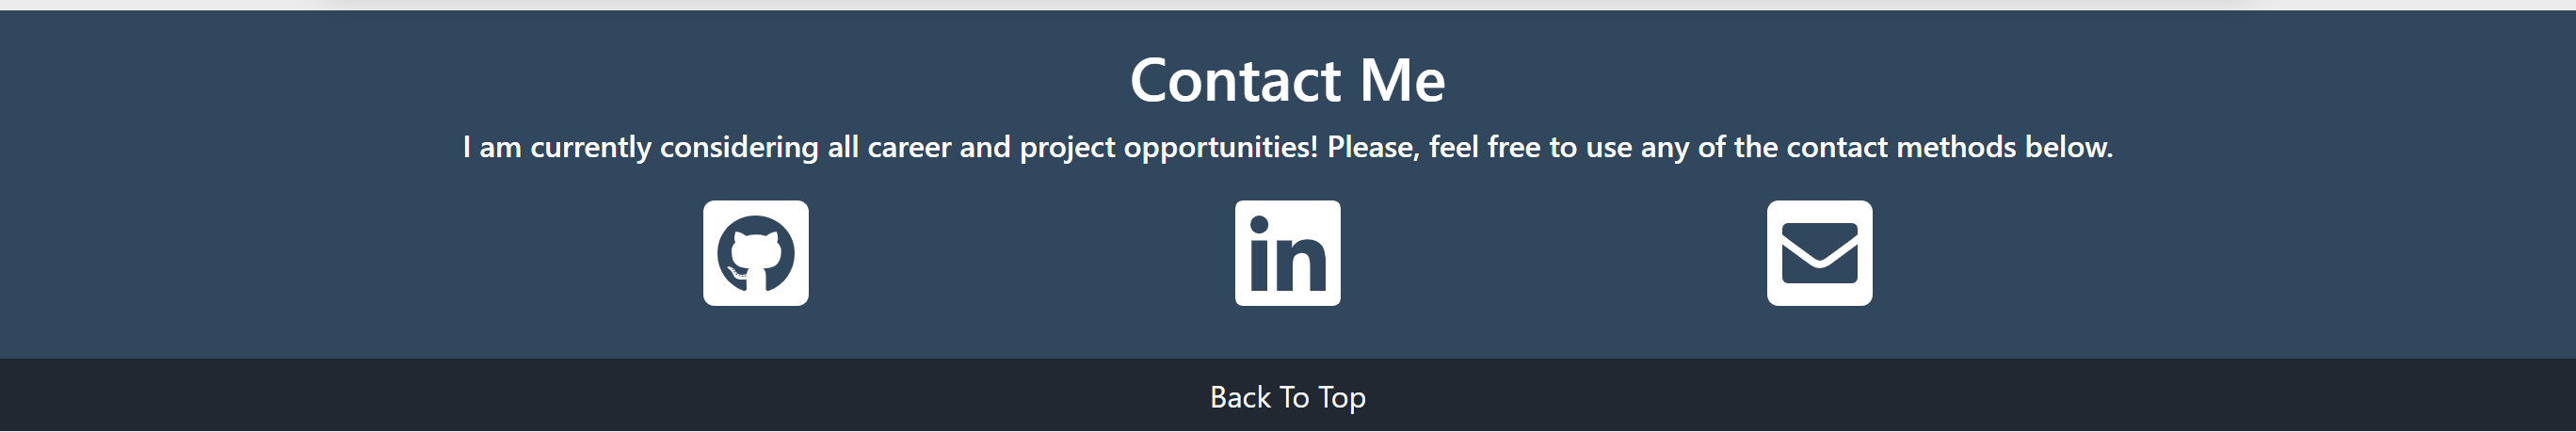 Contact Me
I am currently considering all career and project opportunities! Please, feel free to use any of the contact methods below.
in
Back To Top